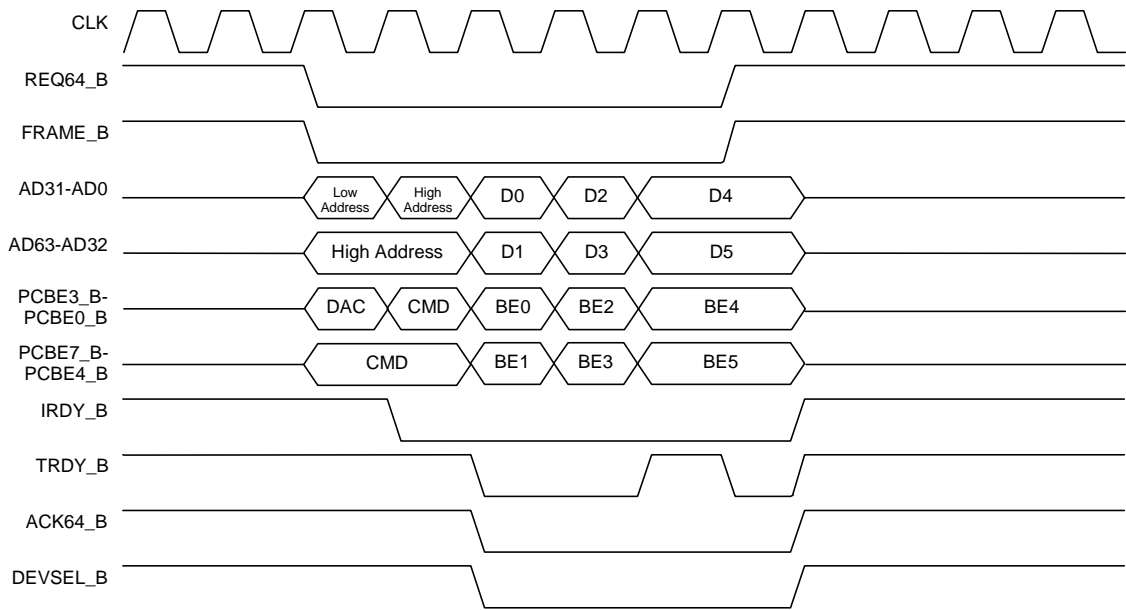 CLK
REQ64_B
FRAME_B
AD31-AD0
Low
Address
High
Address
D0
D2
D4
AD63-AD32
High Address
D1
D3
D5
PCBE3_B-
PCBE0_B
DAC
CMD
BE0
BE2
BE4
PCBE7_B-
PCBE4_B
CMD
BE1
BE3
BE5
IRDY_B
TRDY_B
ACK64_B
DEVSEL_B